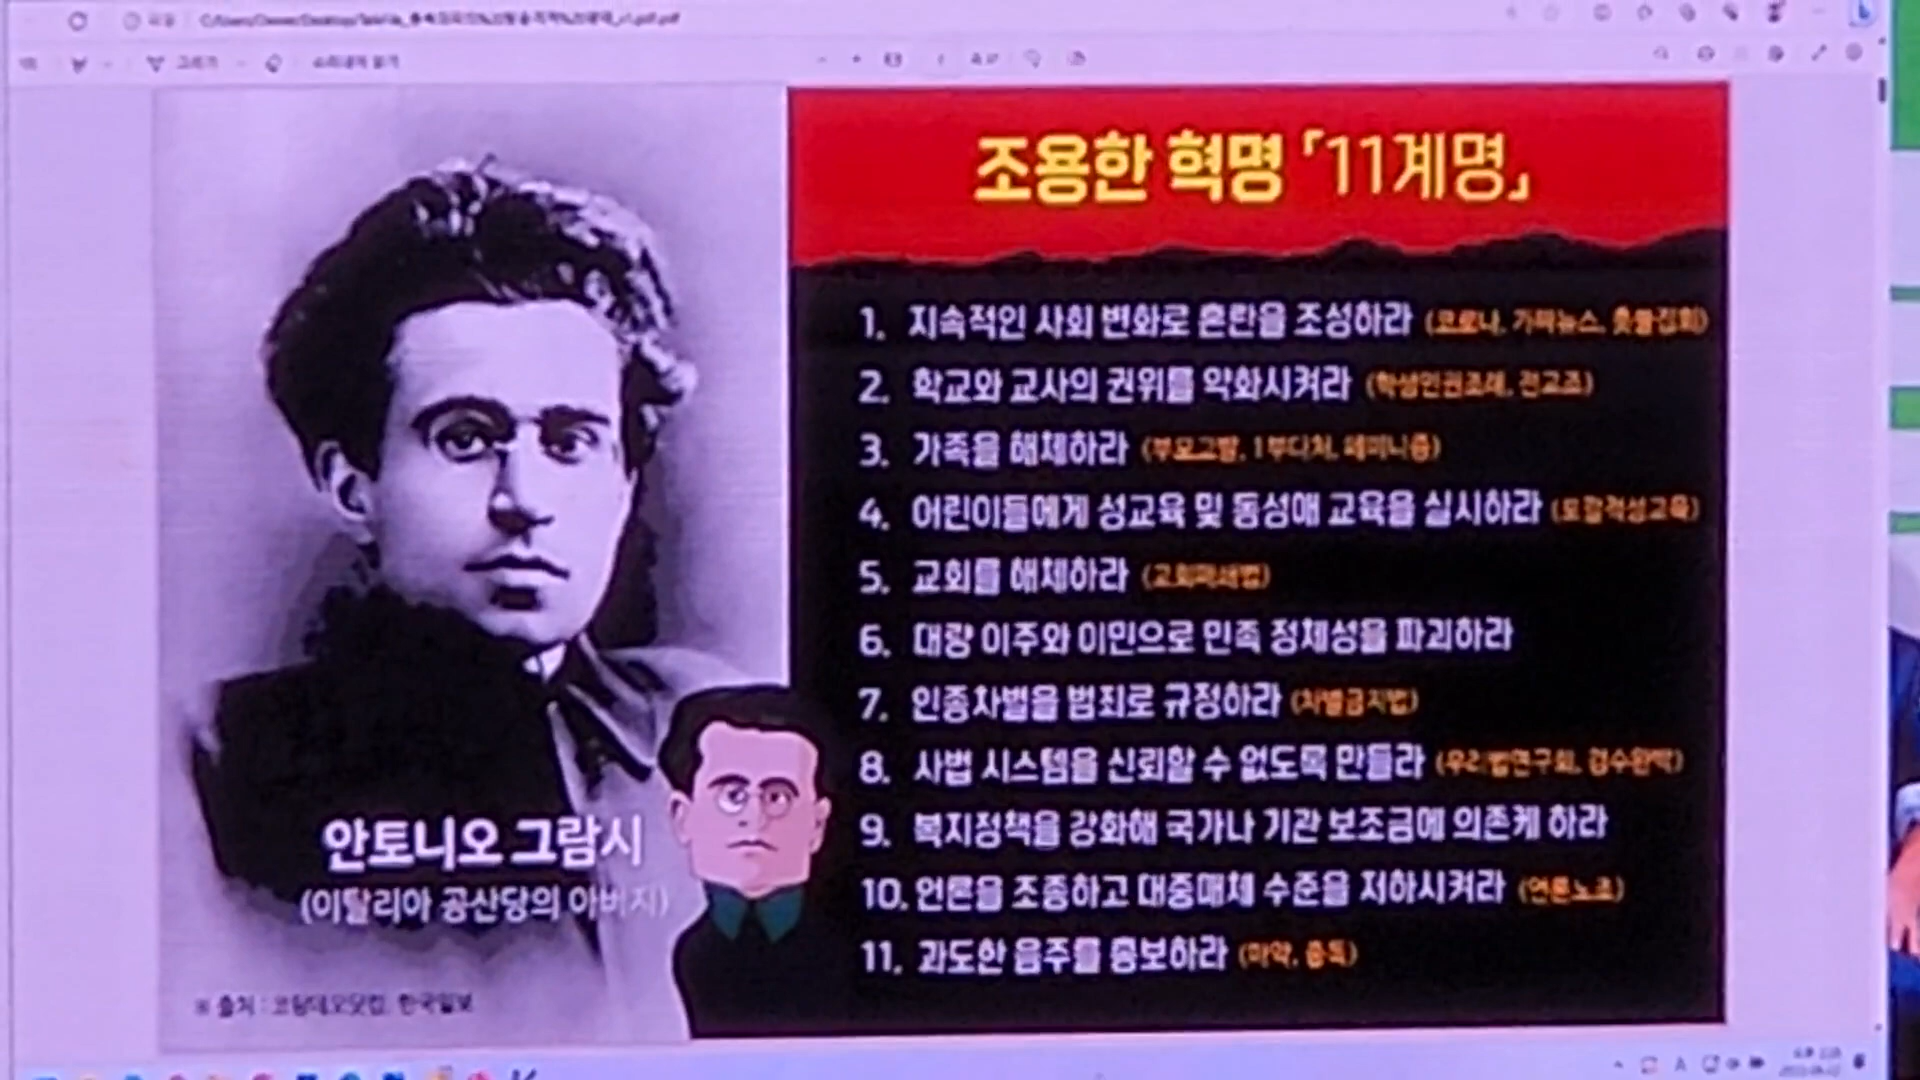 조용한 혁명 「11계명」
1. 지속적인 사회 변화로 혼란을 조성하라 (코로나, 가짜뉴스, 촛불집회)
2. 학교와 교사의 권위를 약화시켜라 (학생인권조례, 전교조)
3. 가족을 해체하라 (부모고발, 1부다처, 페미니즘)
4. 어린이들에게 성교육 및 동성애 교육을 실시하라 (포괄적성교육)
5. 교회를 해체하라 (교회폐쇄법)
6. 대량 이주와 이민으로 민족 정체성을 파괴하라
7. 인종차별을 범죄로 규정하라 (차별금지법)
8. 사법 시스템을 신뢰할 수 없도록 만들라 (우리법연구회, 검수완박)
9. 복지정책을 강화해 국가나 기관 보조금에 의존케 하라
10. 언론을 조종하고 대중매체 수준을 저하시켜라 (언론노조)
11. 과도한 음주를 홍보하라 (마약, 중독)
안토니오 그람시
(이탈리아 공산당의 아버지)
※ 출처 : 한국일보